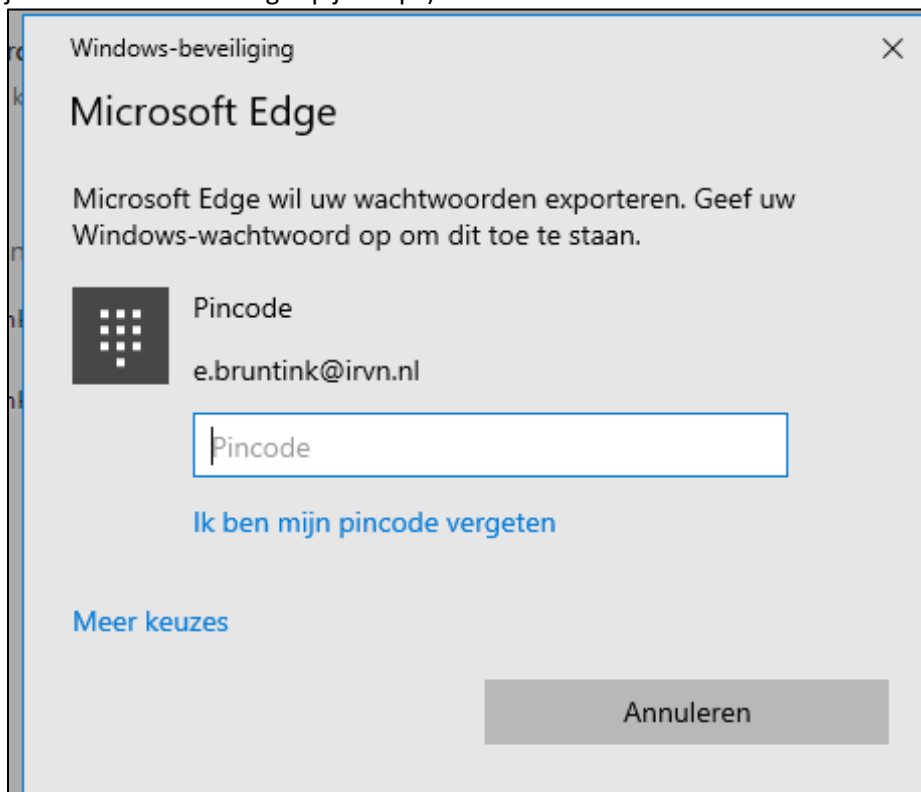 Windows-beveiliging
Microsoft Edge
Microsoft Edge wil uw wachtwoorden exporteren. Geef uw
Windows-wachtwoord op om dit toe te staan.
Pincode
e.bruntink@irvn.nl
Pincode
Ik ben mijn pincode vergeten
Meer keuzes
Annuleren